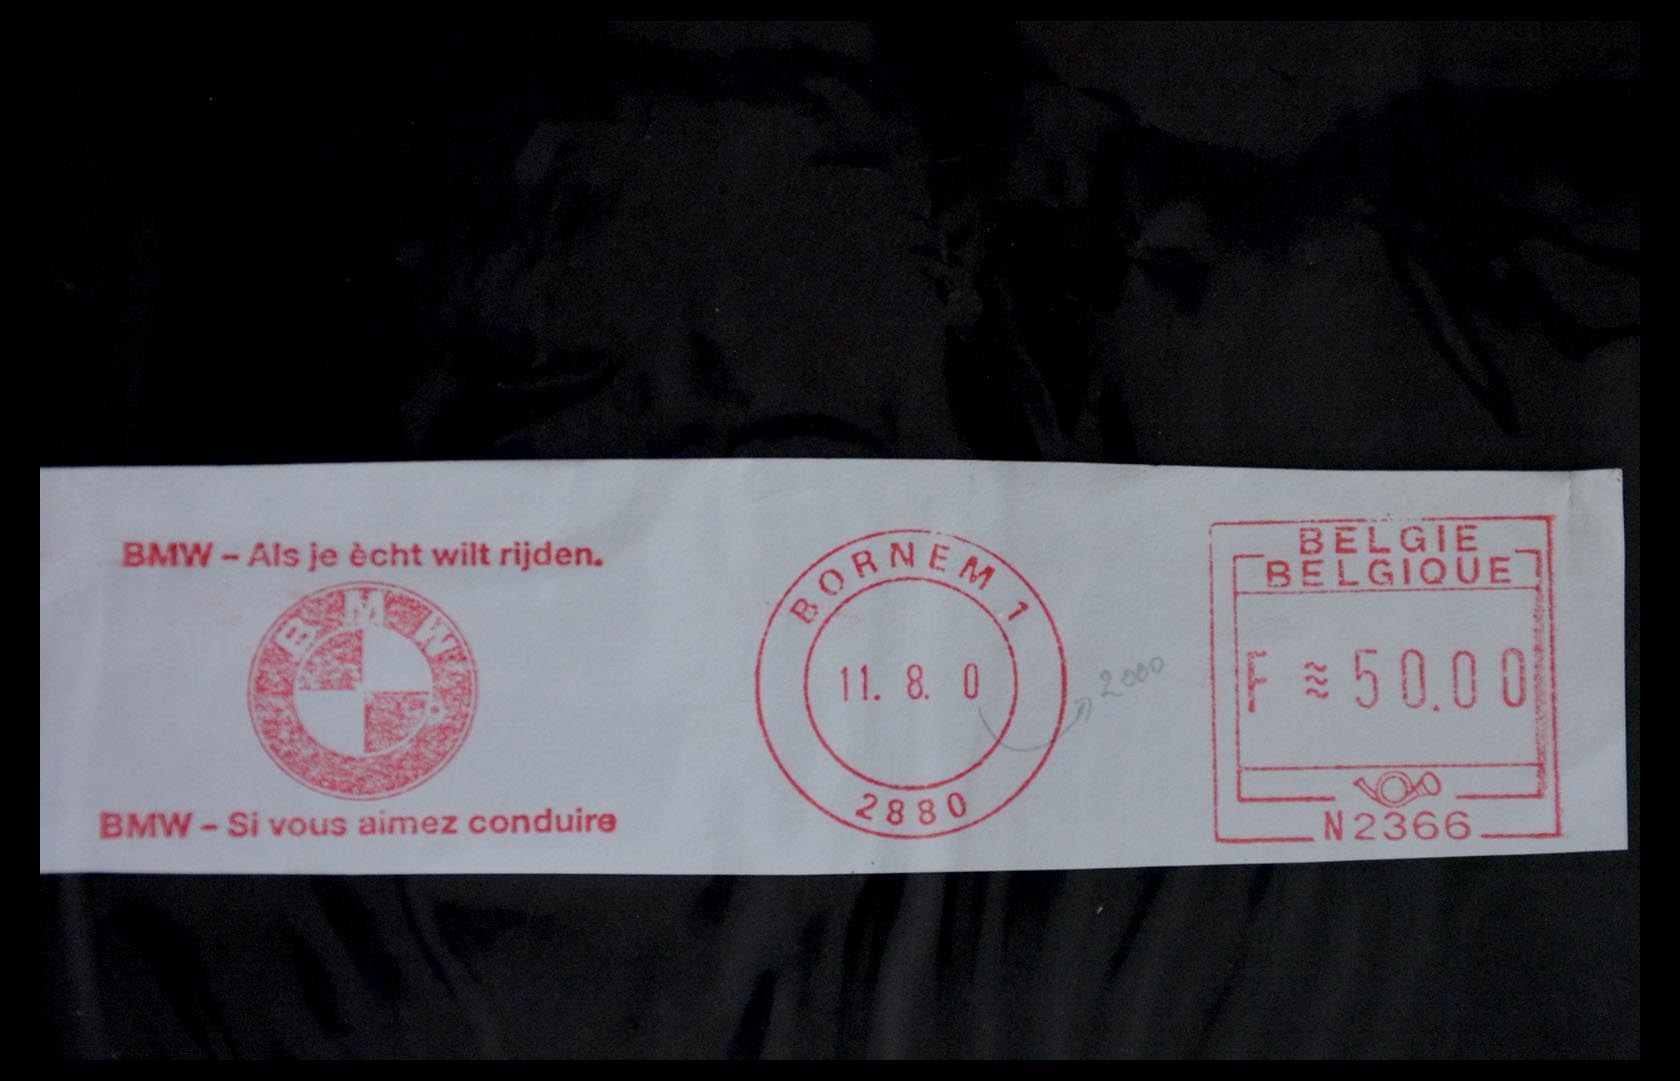 BMW – Als je ècht wilt rijden.
BMW
BMW – Si vous aimez conduire
BORNEM 1
11. 8. 0
2000
2880
BELGIE
BELGIQUE
F ≋ 50.00
N2366